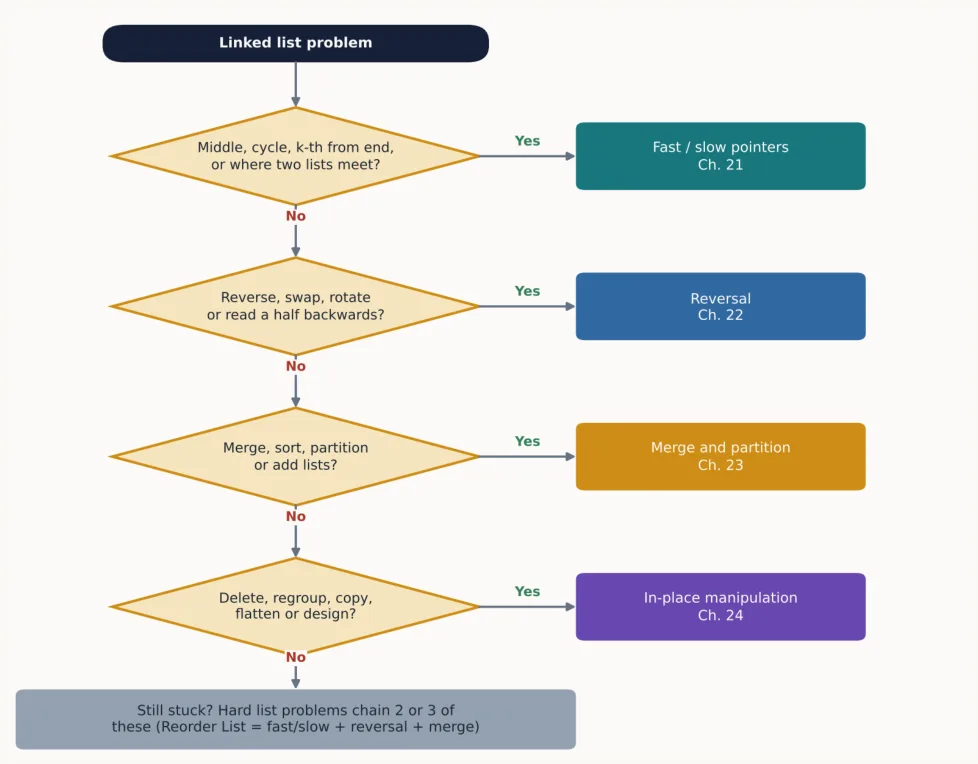 Linked list problem
Middle, cycle, k-th from end,
or where two lists meet?
Yes
Fast / slow pointers
Ch. 21
No
Reverse, swap, rotate
or read a half backwards?
Yes
Reversal
Ch. 22
No
Merge, sort, partition
or add lists?
Yes
Merge and partition
Ch. 23
No
Delete, regroup, copy,
flatten or design?
Yes
In-place manipulation
Ch. 24
No
Still stuck? Hard list problems chain 2 or 3 of
these (Reorder List = fast/slow + reversal + merge)